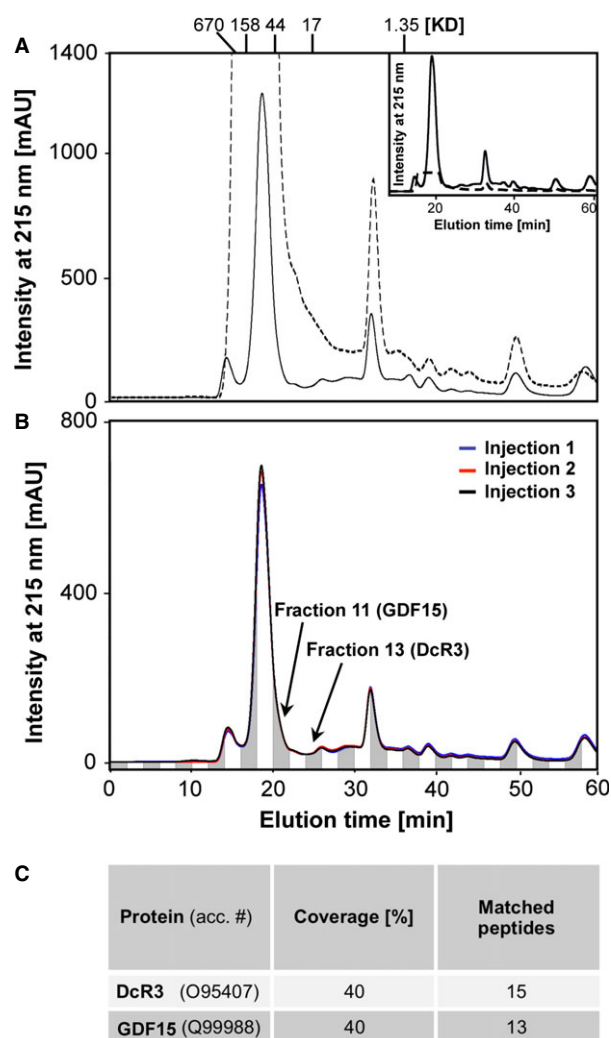 670 158 44 17 1.35 [KD]
A
1400
1000
500
0
Intensity at 215 nm [mAU]
Intensity at 215 nm
20 40 60
Elution time [min]
B
800
400
0
Intensity at 215 nm [mAU]
Injection 1
Injection 2
Injection 3
Fraction 11 (GDF15)
Fraction 13 (DcR3)
0 10 20 30 40 50 60
Elution time [min]
C
Protein (acc. #) Coverage [%] Matched
peptides
DcR3 (O95407) 40 15
GDF15 (Q99988) 40 13